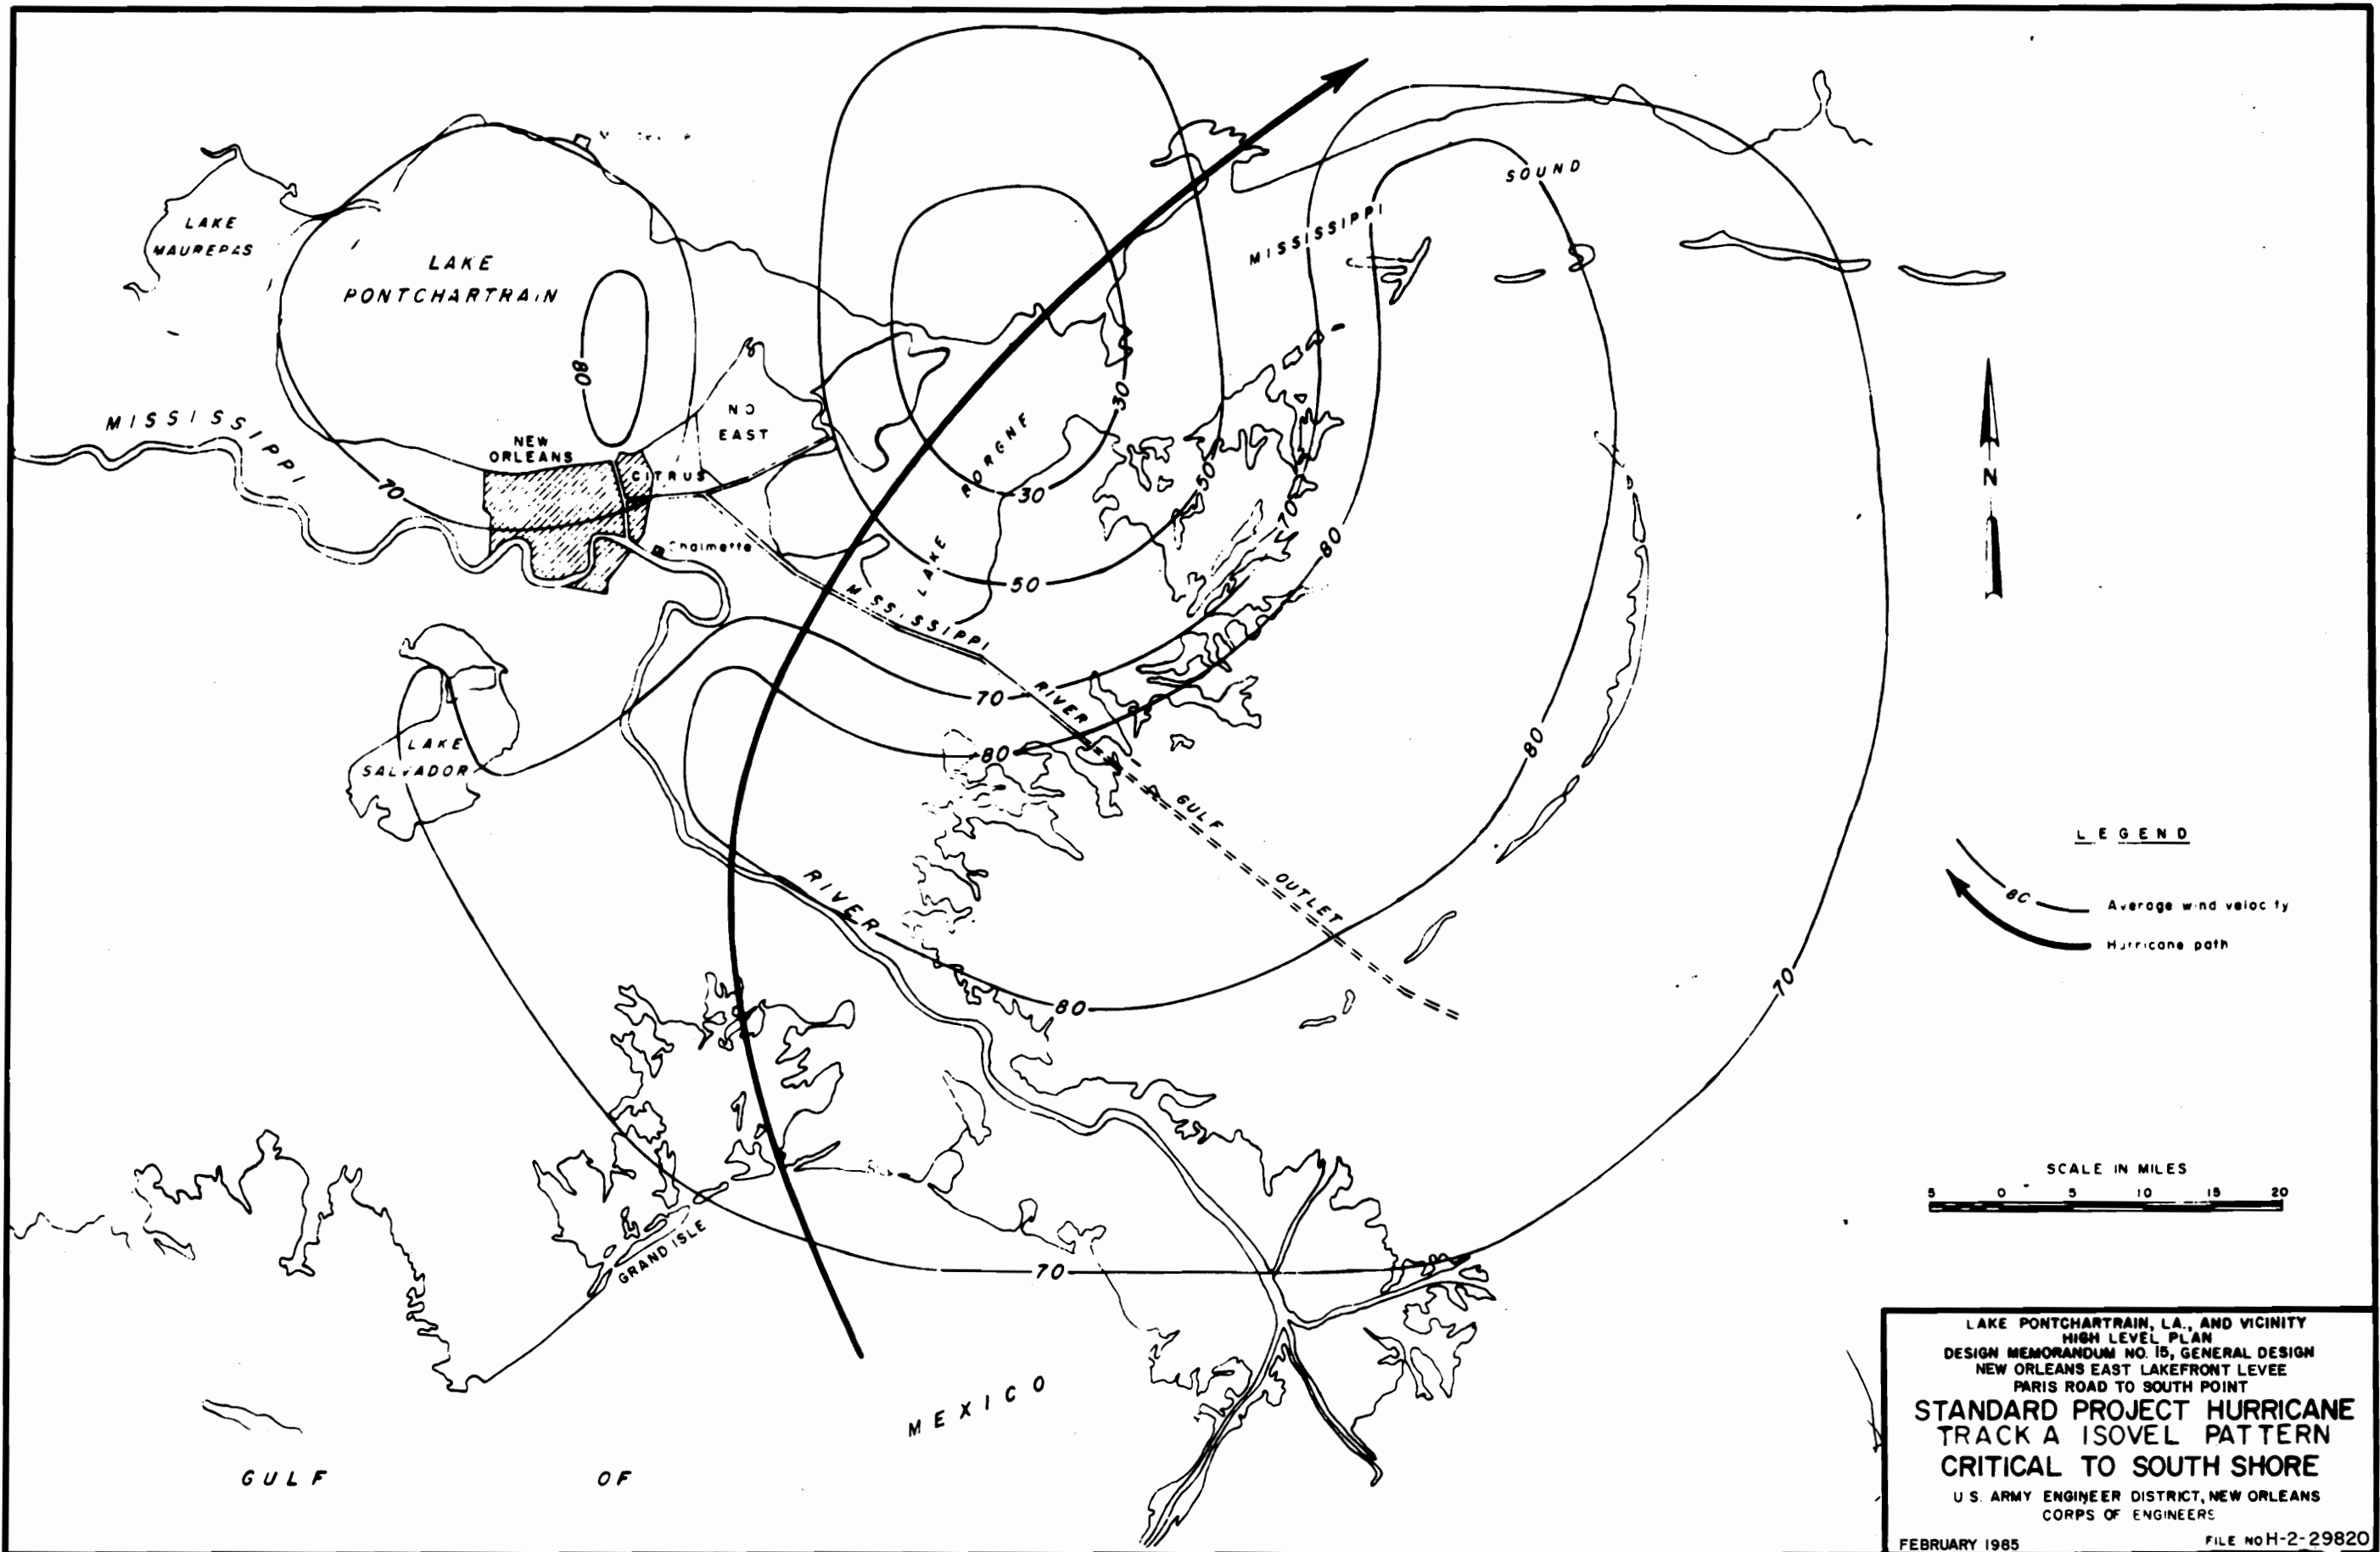 SOUND
LAKE
MAUREPAS
LAKE
PONTCHARTRAIN
MISSISSIPPI
80
NO
EAST
30
MISSISSIPPI
NEW
ORLEANS
CITRUS
BORGNE
LAKE
70
30
50
70
80
N
Chalmette
50
MISSISSIPPI
RIVER
70
80
80
LAKE
SALVADOR
GULF
OUTLET
RIVER
80
70
LEGEND
80
Average wind velocity
Hurricane path
SCALE IN MILES
5 0 5 10 15 20
GRAND ISLE
70
GULF OF MEXICO
LAKE PONTCHARTRAIN, LA., AND VICINITY
HIGH LEVEL PLAN
DESIGN MEMORANDUM NO. 15, GENERAL DESIGN
NEW ORLEANS EAST LAKEFRONT LEVEE
PARIS ROAD TO SOUTH POINT
STANDARD PROJECT HURRICANE
TRACK A ISOVEL PATTERN
CRITICAL TO SOUTH SHORE
U S. ARMY ENGINEER DISTRICT, NEW ORLEANS
CORPS OF ENGINEERS
FEBRUARY 1985 FILE NO H-2-29820